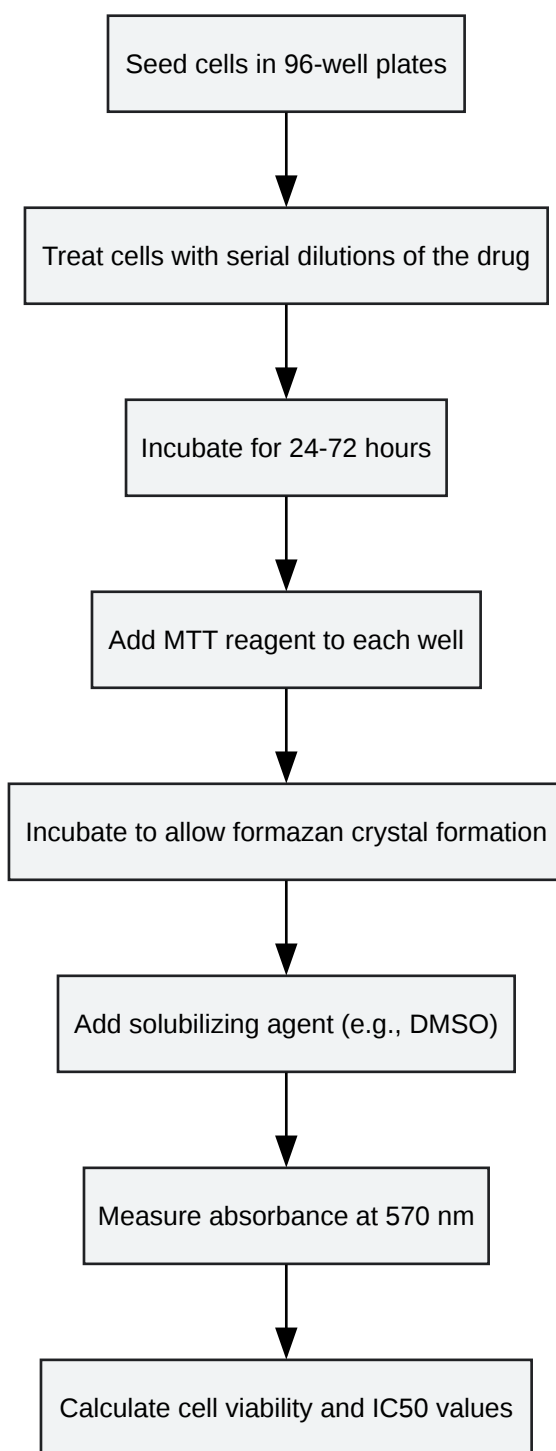 Seed cells in 96-well plates
Treat cells with serial dilutions of the drug
Incubate for 24-72 hours
Add MTT reagent to each well
Incubate to allow formazan crystal formation
Add solubilizing agent (e.g., DMSO)
Measure absorbance at 570 nm
Calculate cell viability and IC50 values